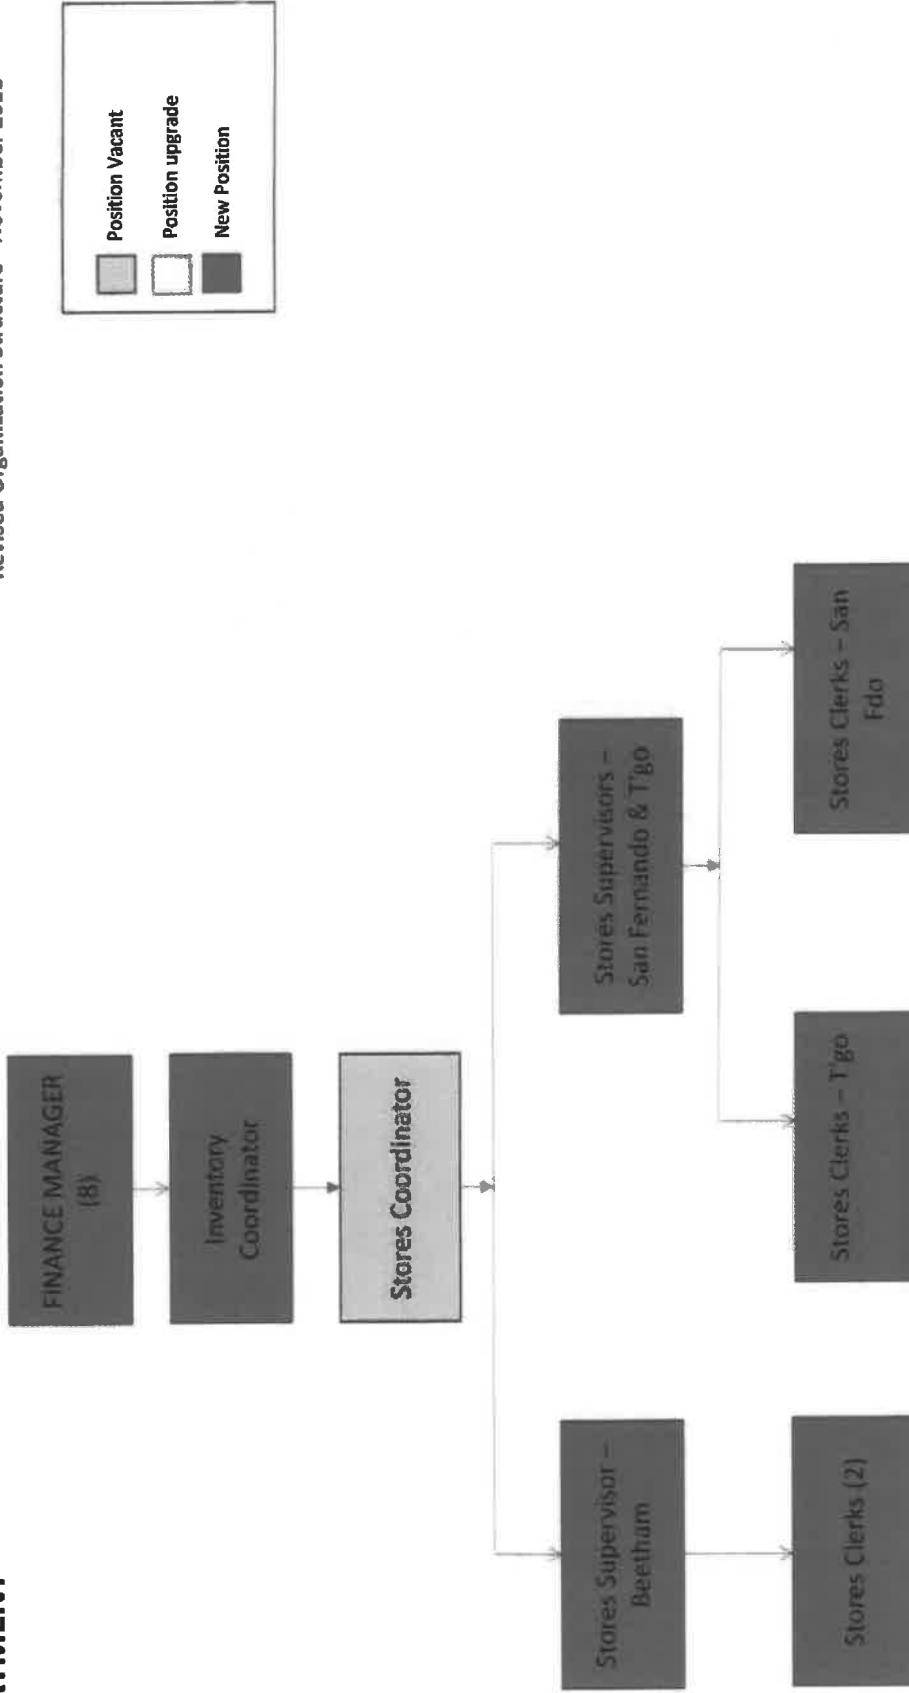 Position Vacant
Position upgrade
New Position
FINANCE MANAGER
(8)
Inventory
Coordinator
Stores Coordinator
Stores Supervisor –
Beetham
Stores Supervisors –
San Fernando & T'go
Stores Clerks (2)
Stores Clerks – T'go
Stores Clerks – San
Fdo